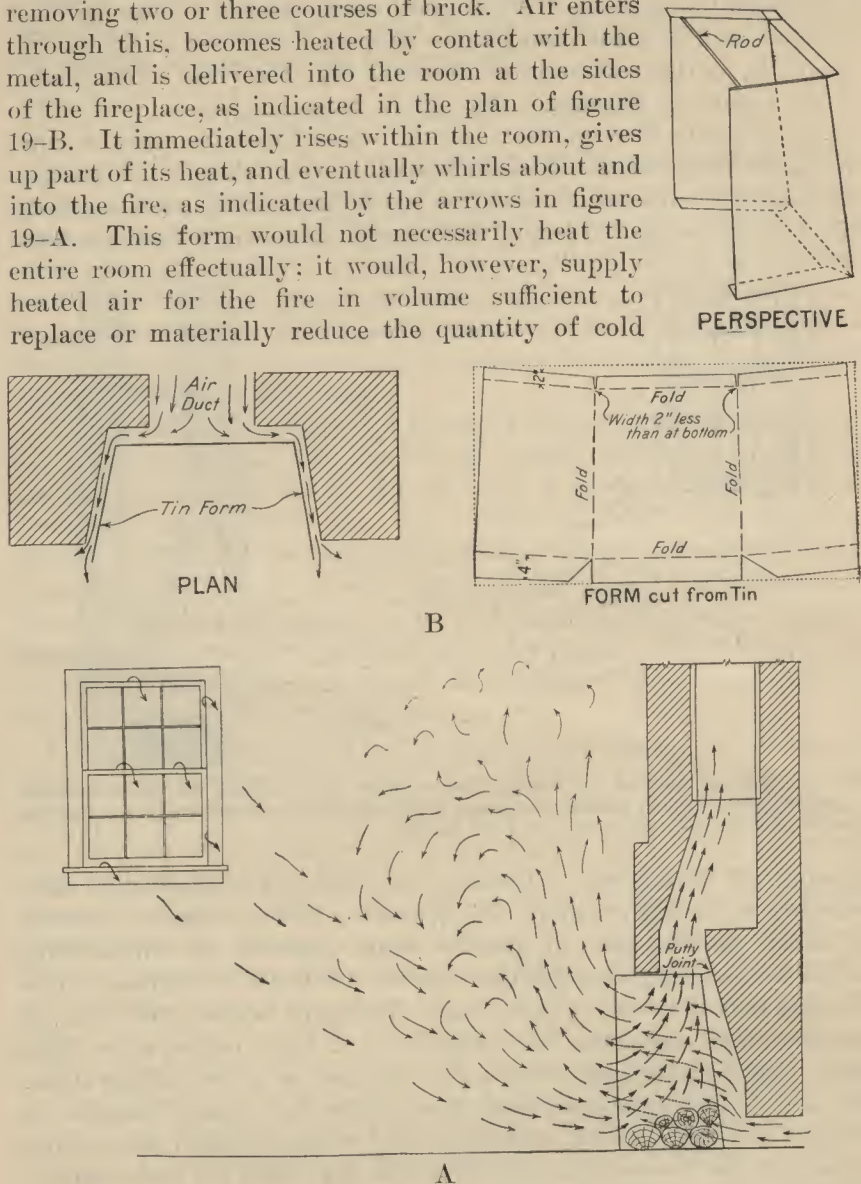 removing two or three courses of brick. Air enters
through this, becomes heated by contact with the
metal, and is delivered into the room at the sides
of the fireplace, as indicated in the plan of figure
19–B. It immediately rises within the room, gives
up part of its heat, and eventually whirls about and
into the fire, as indicated by the arrows in figure
19–A. This form would not necessarily heat the
entire room effectually; it would, however, supply
heated air for the fire in volume sufficient to
replace or materially reduce the quantity of cold
Rod
PERSPECTIVE
Air
Duct
Tin Form
PLAN
2"
Fold
Width 2" less
than at bottom
Fold
Fold
Fold
4"
FORM cut from Tin
B
Putty
Joint
A